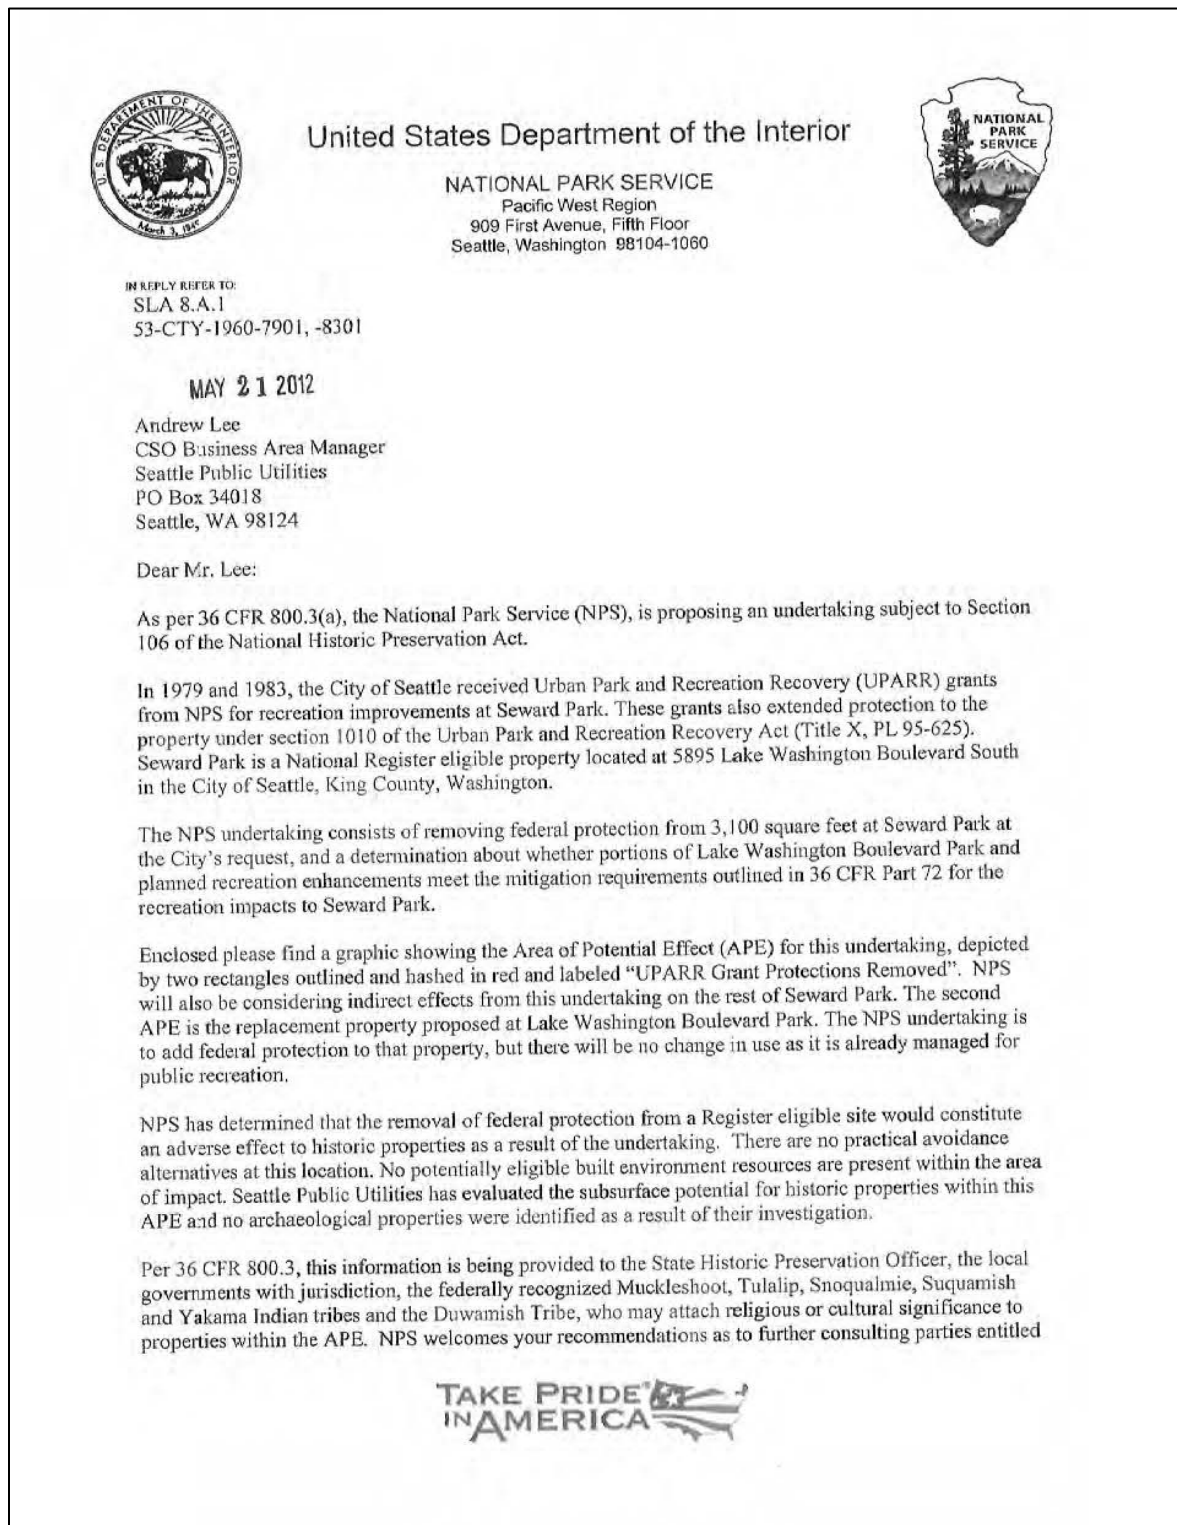 U. S. DEPARTMENT OF THE INTERIOR
March 3, 1849
United States Department of the Interior
NATIONAL PARK SERVICE
Pacific West Region
909 First Avenue, Fifth Floor
Seattle, Washington 98104-1060
NATIONAL
PARK
SERVICE
IN REPLY REFER TO:
SLA 8.A.1
53-CTY-1960-7901, -8301
MAY 21 2012
Andrew Lee
CSO Business Area Manager
Seattle Public Utilities
PO Box 34018
Seattle, WA 98124
Dear Mr. Lee:
As per 36 CFR 800.3(a), the National Park Service (NPS), is proposing an undertaking subject to Section
106 of the National Historic Preservation Act.
In 1979 and 1983, the City of Seattle received Urban Park and Recreation Recovery (UPARR) grants
from NPS for recreation improvements at Seward Park. These grants also extended protection to the
property under section 1010 of the Urban Park and Recreation Recovery Act (Title X, PL 95-625).
Seward Park is a National Register eligible property located at 5895 Lake Washington Boulevard South
in the City of Seattle, King County, Washington.
The NPS undertaking consists of removing federal protection from 3,100 square feet at Seward Park at
the City's request, and a determination about whether portions of Lake Washington Boulevard Park and
planned recreation enhancements meet the mitigation requirements outlined in 36 CFR Part 72 for the
recreation impacts to Seward Park.
Enclosed please find a graphic showing the Area of Potential Effect (APE) for this undertaking, depicted
by two rectangles outlined and hashed in red and labeled “UPARR Grant Protections Removed”. NPS
will also be considering indirect effects from this undertaking on the rest of Seward Park. The second
APE is the replacement property proposed at Lake Washington Boulevard Park. The NPS undertaking is
to add federal protection to that property, but there will be no change in use as it is already managed for
public recreation.
NPS has determined that the removal of federal protection from a Register eligible site would constitute
an adverse effect to historic properties as a result of the undertaking. There are no practical avoidance
alternatives at this location. No potentially eligible built environment resources are present within the area
of impact. Seattle Public Utilities has evaluated the subsurface potential for historic properties within this
APE and no archaeological properties were identified as a result of their investigation.
Per 36 CFR 800.3, this information is being provided to the State Historic Preservation Officer, the local
governments with jurisdiction, the federally recognized Muckleshoot, Tulalip, Snoqualmie, Suquamish
and Yakama Indian tribes and the Duwamish Tribe, who may attach religious or cultural significance to
properties within the APE. NPS welcomes your recommendations as to further consulting parties entitled
TAKE PRIDE®
IN AMERICA